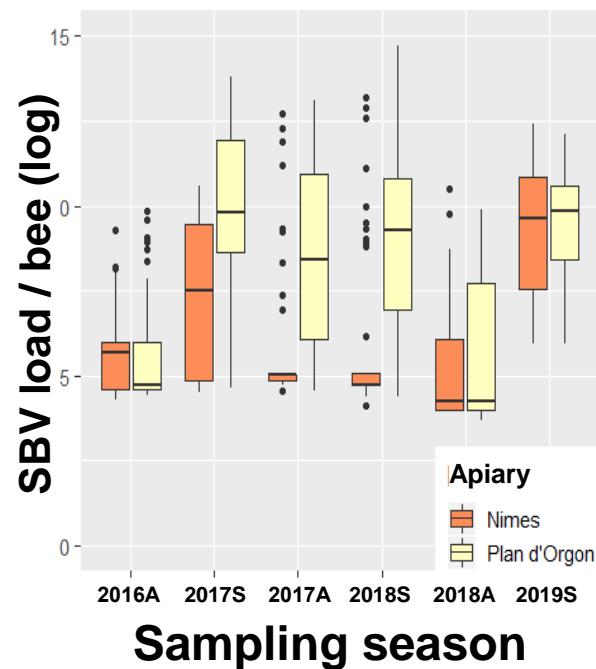 SBV load / bee (log)
15
0
5
0
2016A 2017S 2017A 2018S 2018A 2019S
Sampling season
Apiary
Nimes
Plan d'Orgon